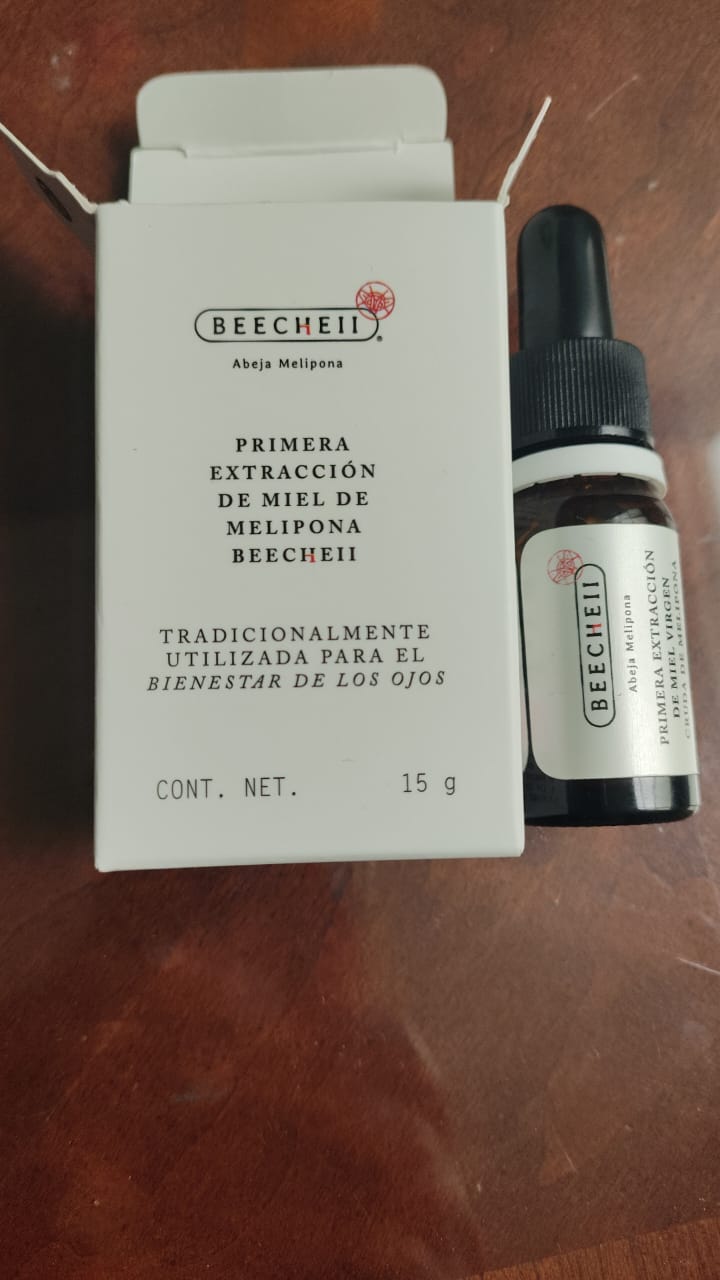 BEECHEII®
Abeja Melipona
PRIMERA
EXTRACCIÓN
DE MIEL DE
MELIPONA
BEECHEII
TRADICIONALMENTE
UTILIZADA PARA EL
BIENESTAR DE LOS OJOS
CONT. NET. 15 g
BEECHEII
Abeja Melipona
PRIMERA EXTRACCIÓN
DE MIEL VIRGEN
CRUDA DE MELIPONA